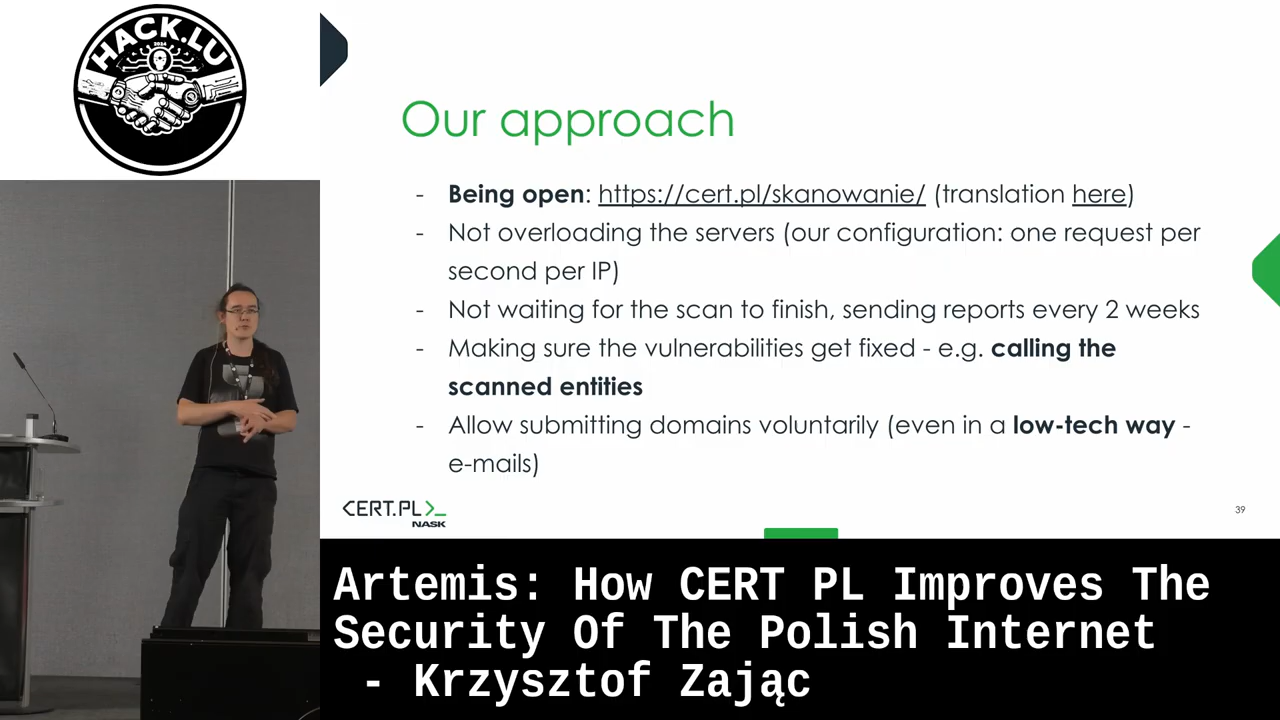 HACK.LU
2024
Our approach
- Being open: https://cert.pl/skanowanie/ (translation here)
- Not overloading the servers (our configuration: one request per
second per IP)
- Not waiting for the scan to finish, sending reports every 2 weeks
- Making sure the vulnerabilities get fixed - e.g. calling the
scanned entities
- Allow submitting domains voluntarily (even in a low-tech way -
e-mails)
<CERT.PL>_
NASK
39
Artemis: How CERT PL Improves The
Security Of The Polish Internet
- Krzysztof Zając